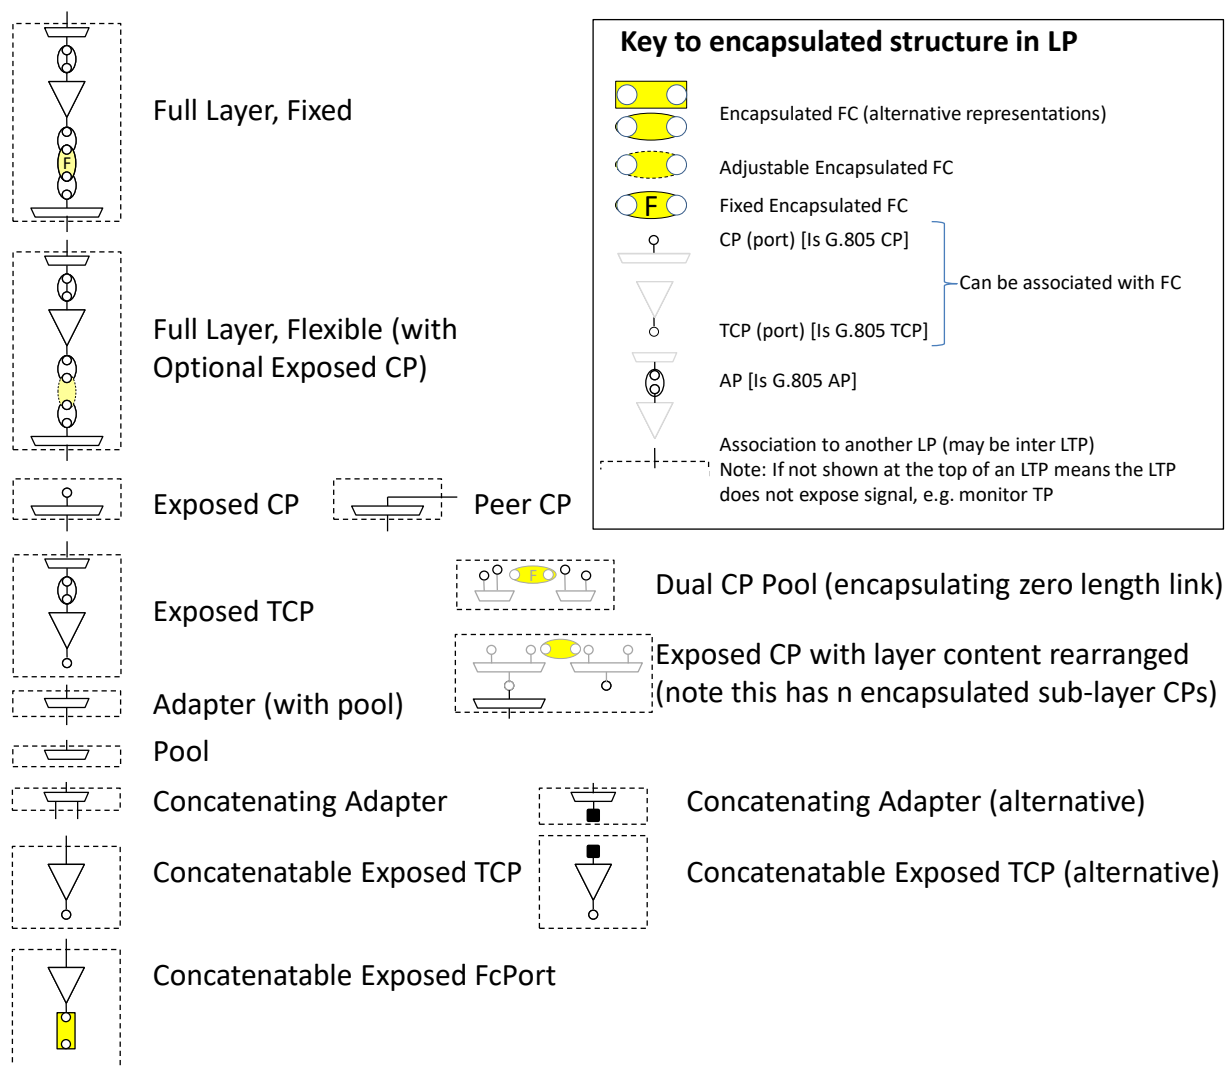 Key to encapsulated structure in LP
Encapsulated FC (alternative representations)
Adjustable Encapsulated FC
F
Fixed Encapsulated FC
CP (port) [Is G.805 CP]
Can be associated with FC
TCP (port) [Is G.805 TCP]
AP [Is G.805 AP]
Association to another LP (may be inter LTP)
Note: If not shown at the top of an LTP means the LTP
does not expose signal, e.g. monitor TP
Full Layer, Fixed
F
Full Layer, Flexible (with
Optional Exposed CP)
Exposed CP
Peer CP
Exposed TCP
F
Dual CP Pool (encapsulating zero length link)
Exposed CP with layer content rearranged
(note this has n encapsulated sub-layer CPs)
Adapter (with pool)
Pool
Concatenating Adapter
Concatenating Adapter (alternative)
Concatenatable Exposed TCP
Concatenatable Exposed TCP (alternative)
Concatenatable Exposed FcPort